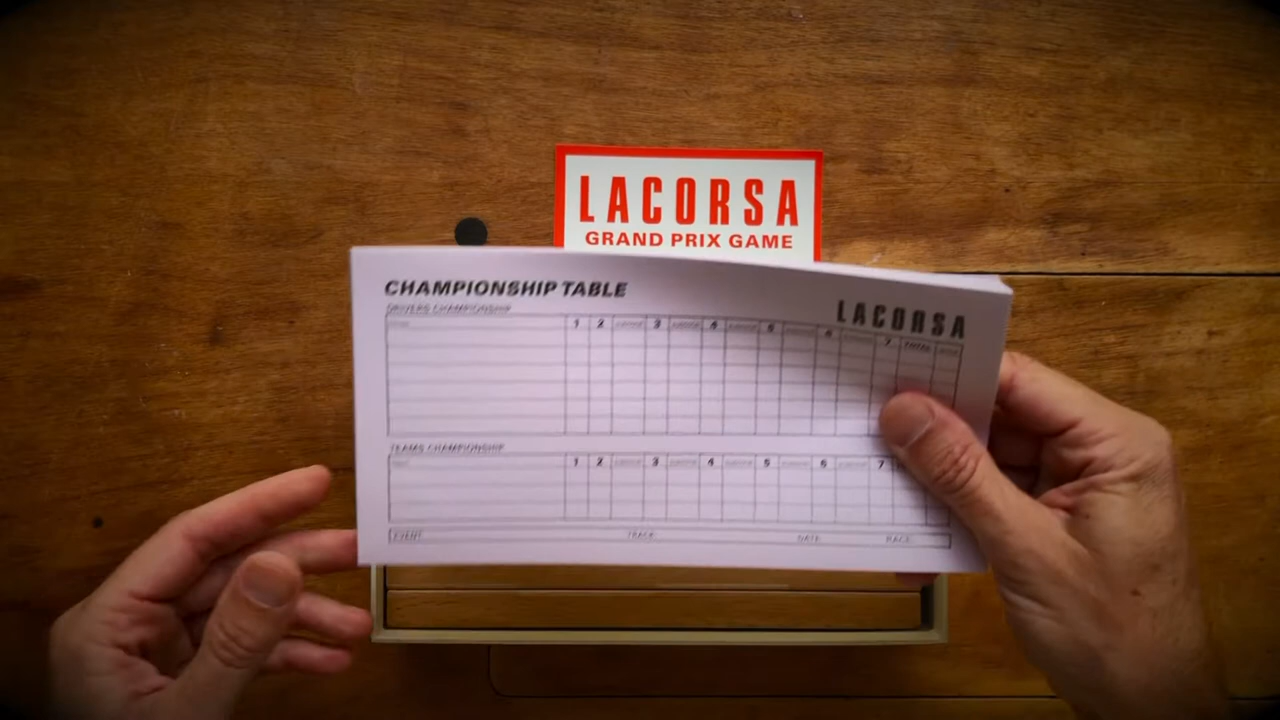 LACORSA
GRAND PRIX GAME
CHAMPIONSHIP TABLE
LACORSA
DRIVERS CHAMPIONSHIP
1 2 3 4 5 6 7 TOTAL
TEAMS CHAMPIONSHIP
1 2 3 4 5 6 7
EVENT TRACK DATE RACE